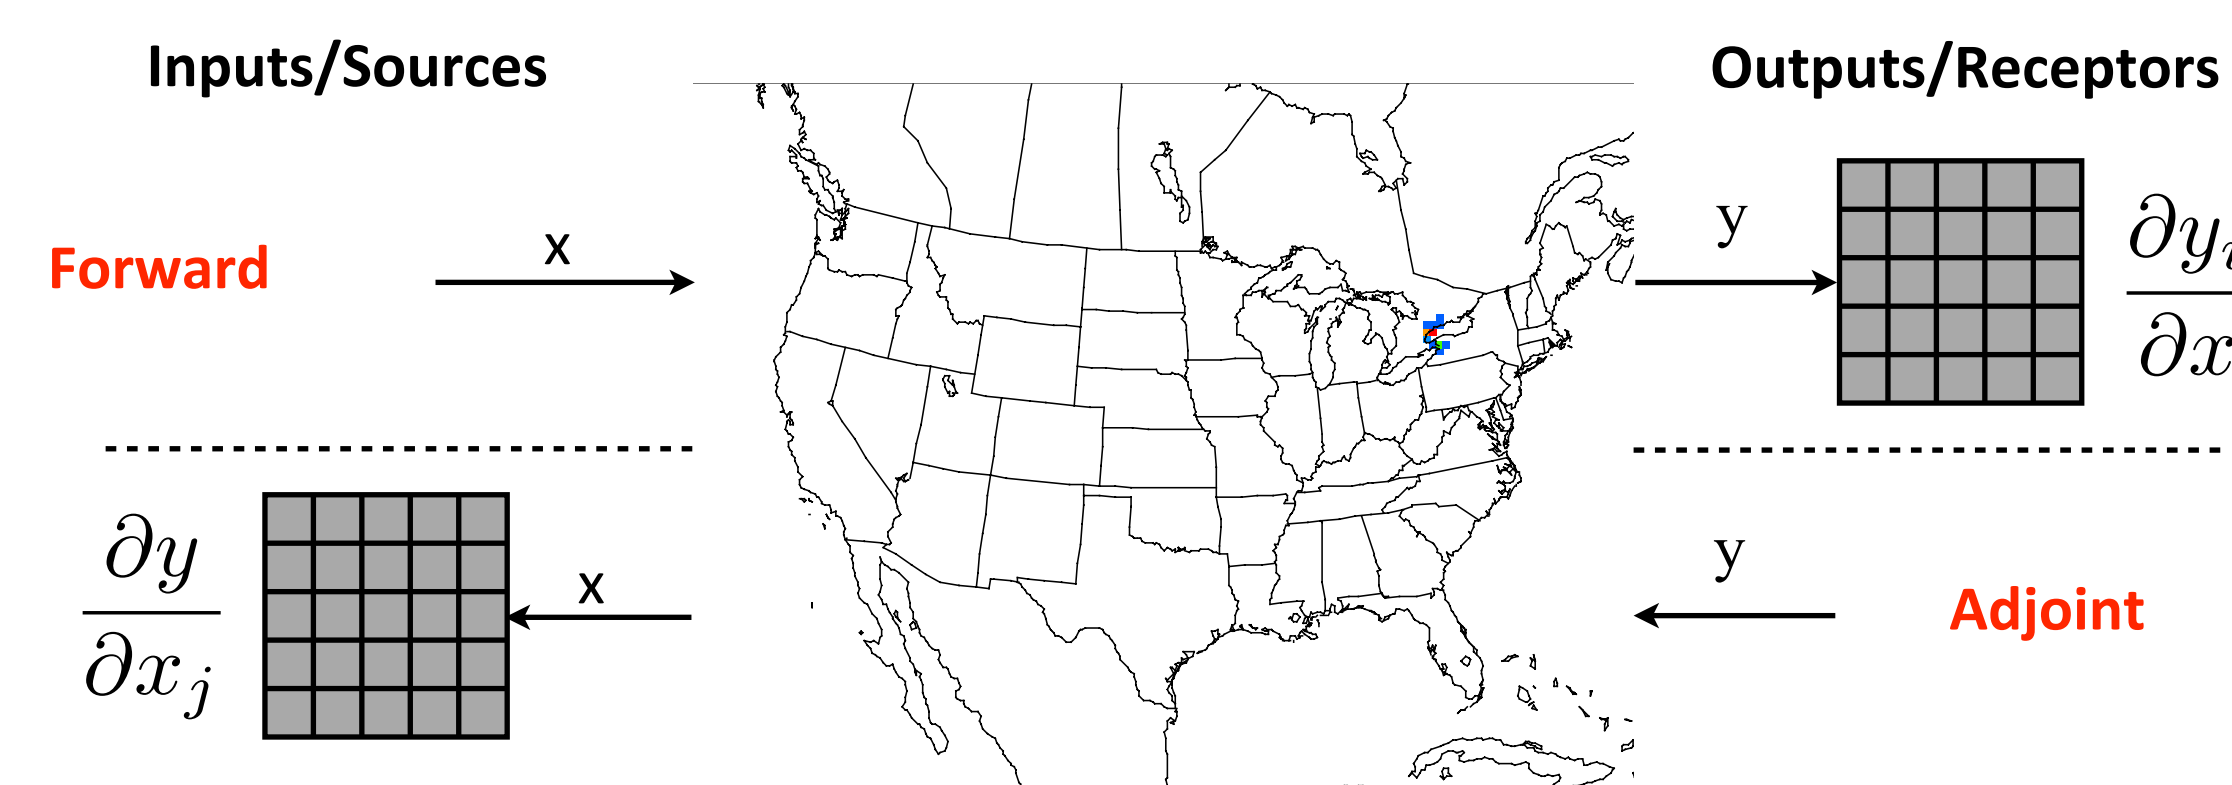 Inputs/Sources
Outputs/Receptors
Forward
x
y
∂y
∂x
∂y
∂x_j
x
y
Adjoint